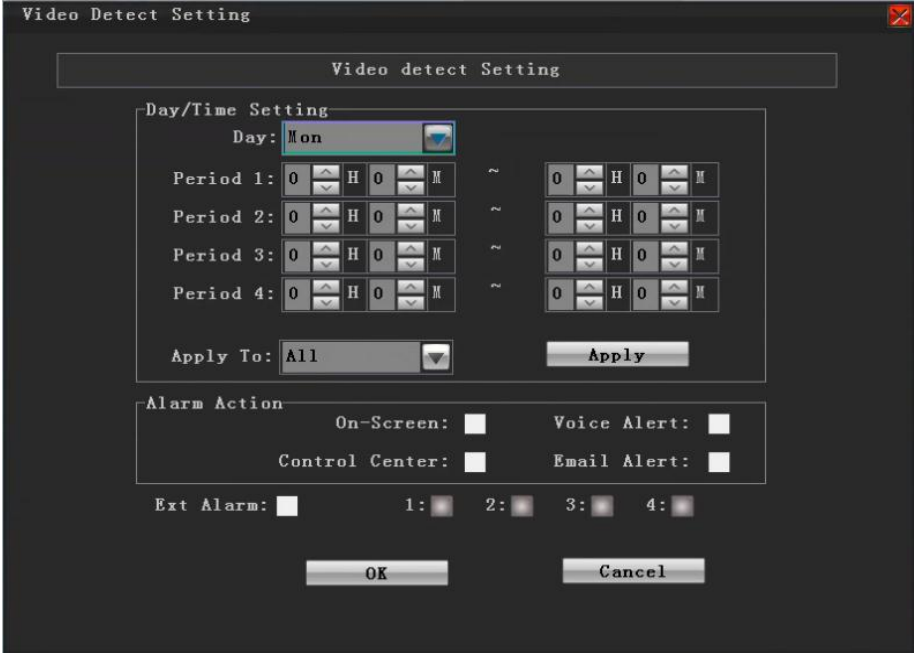 Video Detect Setting
Video detect Setting
Day/Time Setting
Day: Mon
Period 1: 0 H 0 M ~ 0 H 0 M
Period 2: 0 H 0 M ~ 0 H 0 M
Period 3: 0 H 0 M ~ 0 H 0 M
Period 4: 0 H 0 M ~ 0 H 0 M
Apply To: All Apply
Alarm Action
On-Screen: Voice Alert:
Control Center: Email Alert:
Ext Alarm: 1: 2: 3: 4:
OK Cancel